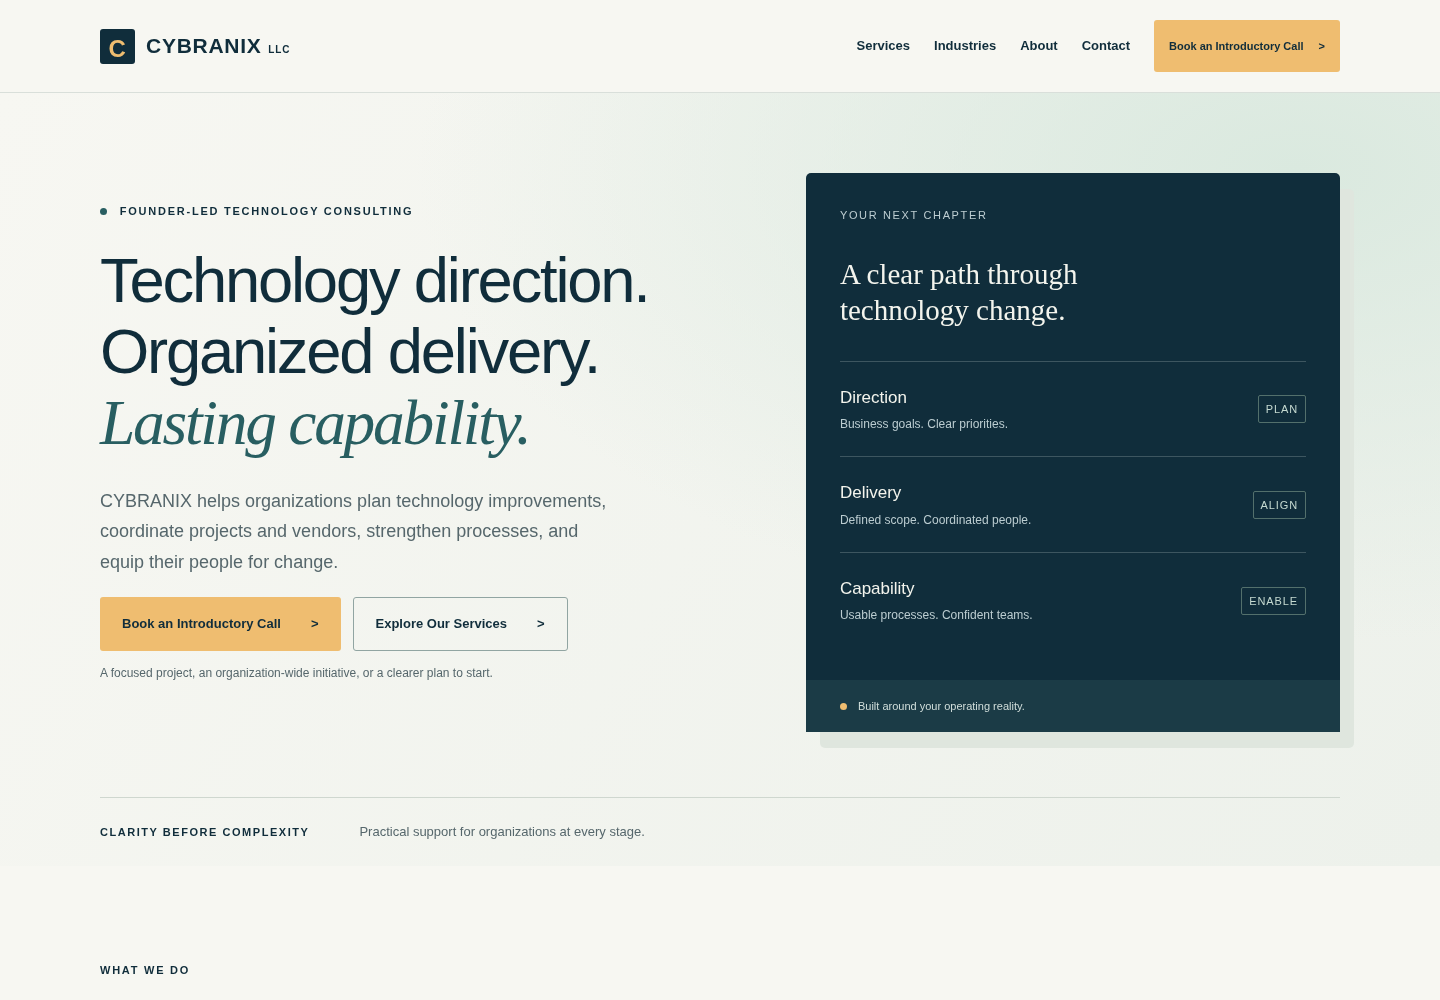 C CYBRANIX LLC
Services Industries About Contact Book an Introductory Call >
FOUNDER-LED TECHNOLOGY CONSULTING
Technology direction.
Organized delivery.
Lasting capability.
CYBRANIX helps organizations plan technology improvements,
coordinate projects and vendors, strengthen processes, and
equip their people for change.
Book an Introductory Call >
Explore Our Services >
A focused project, an organization-wide initiative, or a clearer plan to start.
YOUR NEXT CHAPTER
A clear path through
technology change.
Direction
Business goals. Clear priorities.
PLAN
Delivery
Defined scope. Coordinated people.
ALIGN
Capability
Usable processes. Confident teams.
ENABLE
Built around your operating reality.
CLARITY BEFORE COMPLEXITY
Practical support for organizations at every stage.
WHAT WE DO